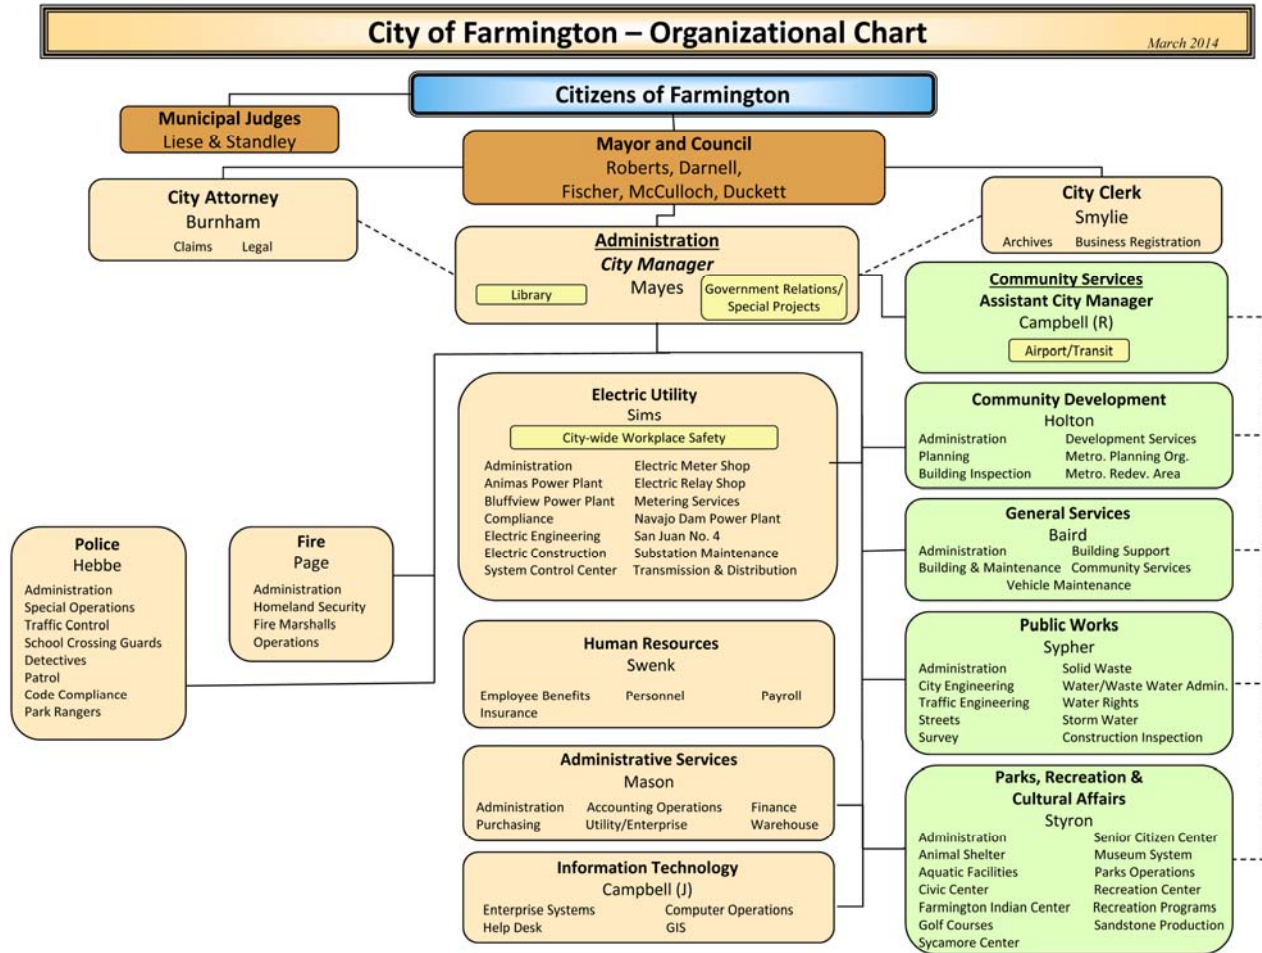 City of Farmington – Organizational Chart
March 2014
Citizens of Farmington
Municipal Judges
Liese & Standley
Mayor and Council
Roberts, Darnell,
Fischer, McCulloch, Duckett
City Attorney
Burnham
Claims Legal
City Clerk
Smylie
Archives Business Registration
Administration
City Manager
Mayes
Library
Government Relations/
Special Projects
Community Services
Assistant City Manager
Campbell (R)
Airport/Transit
Electric Utility
Sims
City-wide Workplace Safety
Administration Electric Meter Shop
Animas Power Plant Electric Relay Shop
Bluffview Power Plant Metering Services
Compliance Navajo Dam Power Plant
Electric Engineering San Juan No. 4
Electric Construction Substation Maintenance
System Control Center Transmission & Distribution
Community Development
Holton
Administration Development Services
Planning Metro. Planning Org.
Building Inspection Metro. Redev. Area
General Services
Baird
Administration Building Support
Building & Maintenance Community Services
Vehicle Maintenance
Police
Hebbe
Administration
Special Operations
Traffic Control
School Crossing Guards
Detectives
Patrol
Code Compliance
Park Rangers
Fire
Page
Administration
Homeland Security
Fire Marshalls
Operations
Human Resources
Swenk
Employee Benefits Personnel Payroll
Insurance
Public Works
Sypher
Administration Solid Waste
City Engineering Water/Waste Water Admin.
Traffic Engineering Water Rights
Streets Storm Water
Survey Construction Inspection
Administrative Services
Mason
Administration Accounting Operations Finance
Purchasing Utility/Enterprise Warehouse
Parks, Recreation &
Cultural Affairs
Styron
Administration Senior Citizen Center
Animal Shelter Museum System
Aquatic Facilities Parks Operations
Civic Center Recreation Center
Farmington Indian Center Recreation Programs
Golf Courses Sandstone Production
Sycamore Center
Information Technology
Campbell (J)
Enterprise Systems Computer Operations
Help Desk GIS